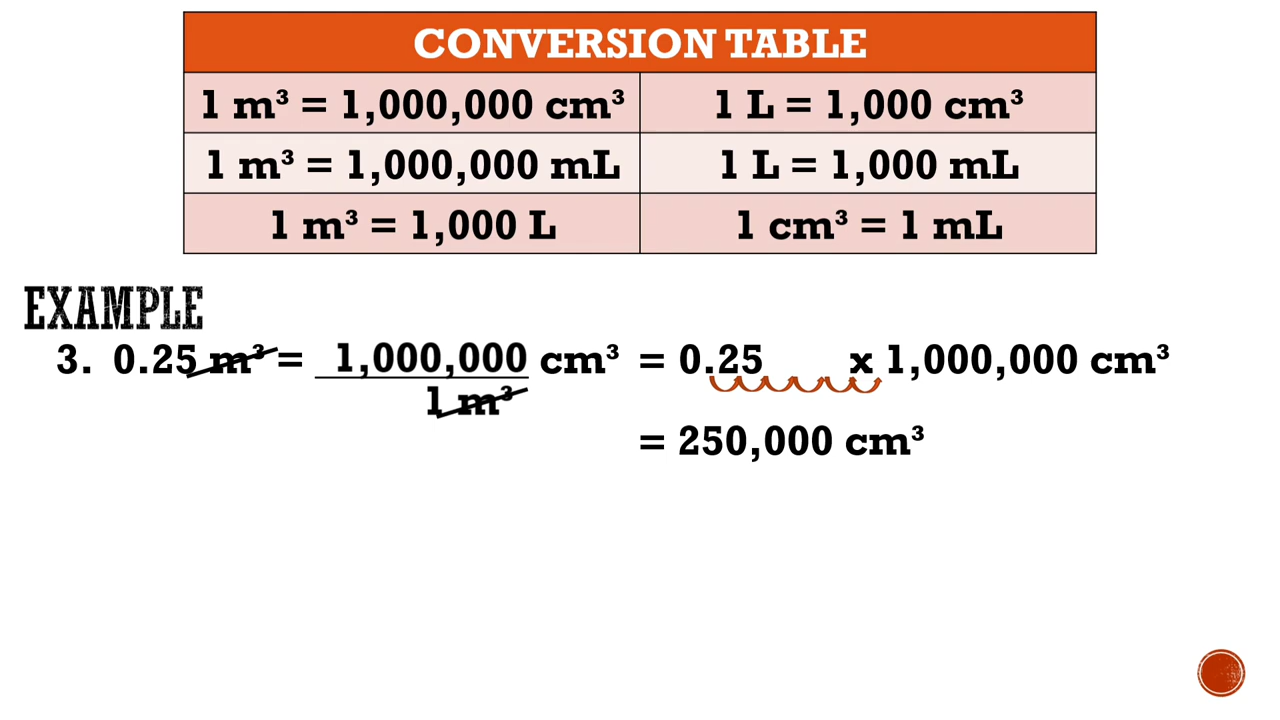 CONVERSION TABLE
1 m³ = 1,000,000 cm³ 1 L = 1,000 cm³
1 m³ = 1,000,000 mL 1 L = 1,000 mL
1 m³ = 1,000 L 1 cm³ = 1 mL
EXAMPLE
3. 0.25 m³ = 1,000,000 cm³ = 0.25 x 1,000,000 cm³
1 m³
= 250,000 cm³